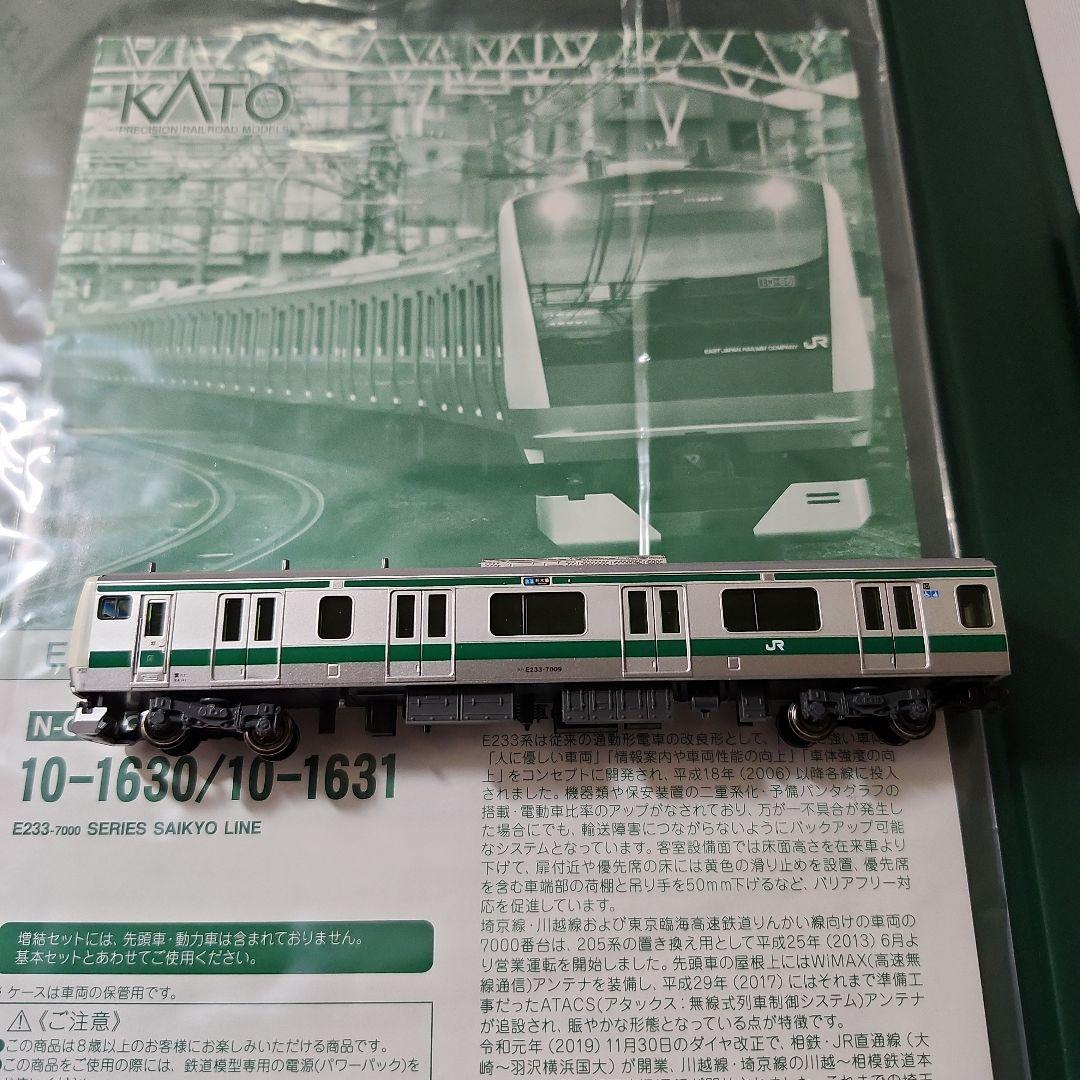 KATO
PRECISION RAILROAD MODELS
EAST JAPAN RAILWAY COMPANY
JR
JR
E233-7009
10-1630/10-1631
E233-7000 SERIES SAIKYO LINE
増結セットには、先頭車・動力車は含まれておりません。
基本セットとあわせてご使用ください。
ケースは車両の保管用です。
⚠《ご注意》
●この商品は8歳以上のお客様にお楽しみいただける商品です。
●この商品をご使用の際には、鉄道模型専用の電源(パワーパック)を
E233系は従来の通勤形電車の改良形として、
「人に優しい車両」「情報案内や車両性能の向上」「車体強度の向
上」をコンセプトに開発され、平成18年(2006)以降各線に投入
されました。機器類や保安装置の二重系化・予備パンタグラフの
搭載・電動車比率のアップがなされており、万が一不具合が発生し
た場合にでも、輸送障害につながらないようにバックアップ可能
なシステムとなっています。客室設備面では床面高さを在来車より
下げて、扉付近や優先席の床には黄色の滑り止めを設置、優先席
を含む車端部の荷棚と吊り手を50mm下げるなど、バリアフリー対
応を促進しています。
埼京線・川越線および東京臨海高速鉄道りんかい線向けの車両の
7000番台は、205系の置き換え用として平成25年(2013)6月よ
り営業運転を開始しました。先頭車の屋根上にはWiMAX(高速無
線通信)アンテナを装備し、平成29年(2017)にはそれまで準備工
事だったATACS(アタックス:無線式列車制御システム)アンテナ
が追設され、賑やかな形態となっている点が特徴です。
令和元年(2019)11月30日のダイヤ改正で、相鉄・JR直通線(大
崎～羽沢横浜国大)が開業、川越線・埼京線の川越～相模鉄道本